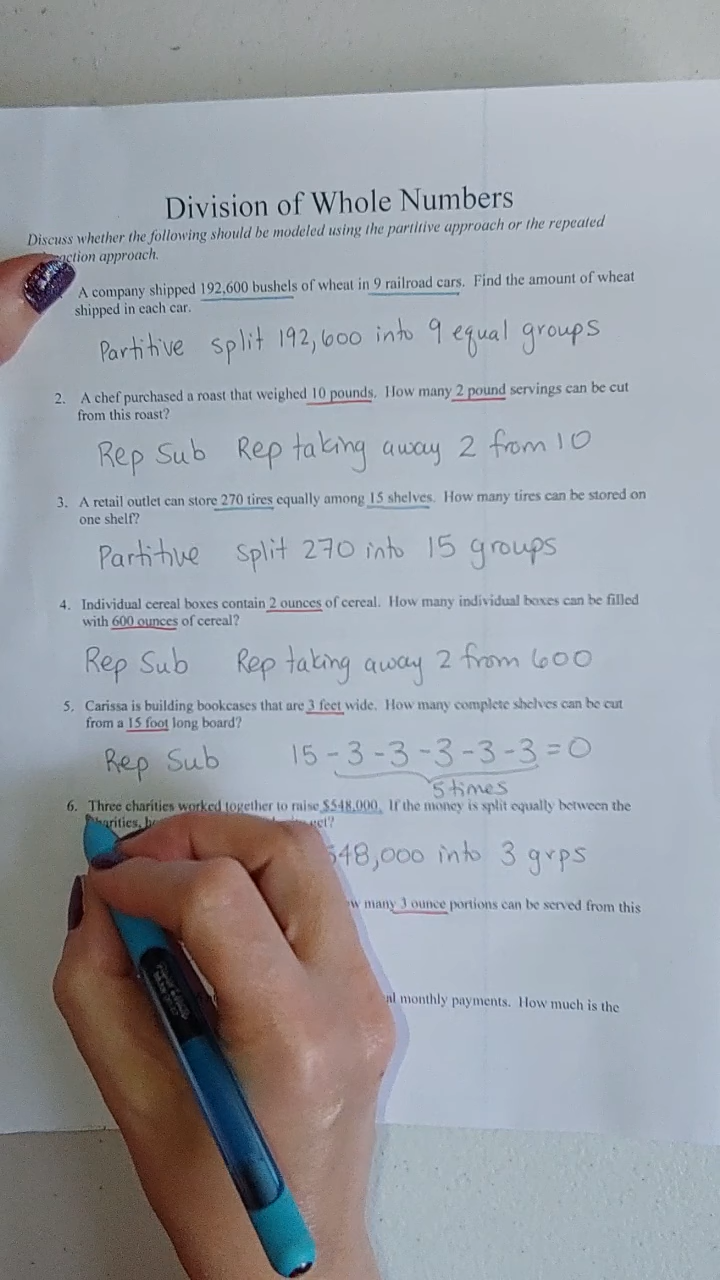 Division of Whole Numbers
Discuss whether the following should be modeled using the partitive approach or the repeated
approach.
A company shipped 192,600 bushels of wheat in 9 railroad cars. Find the amount of wheat
shipped in each car.
Partitive split 192,600 into 9 equal groups
2. A chef purchased a roast that weighed 10 pounds. How many 2 pound servings can be cut
from this roast?
Rep Sub Rep taking away 2 from 10
3. A retail outlet can store 270 tires equally among 15 shelves. How many tires can be stored on
one shelf?
Partitive split 270 into 15 groups
4. Individual cereal boxes contain 2 ounces of cereal. How many individual boxes can be filled
with 600 ounces of cereal?
Rep Sub Rep taking away 2 from 600
5. Carissa is building bookcases that are 3 feet wide. How many complete shelves can be cut
from a 15 foot long board?
Rep Sub 15 - 3 - 3 - 3 - 3 - 3 = 0
5 times
6. Three charities worked together to raise $548,000. If the money is split equally between the
48,000 into 3 grps
many 3 ounce portions can be served from this
monthly payments. How much is the